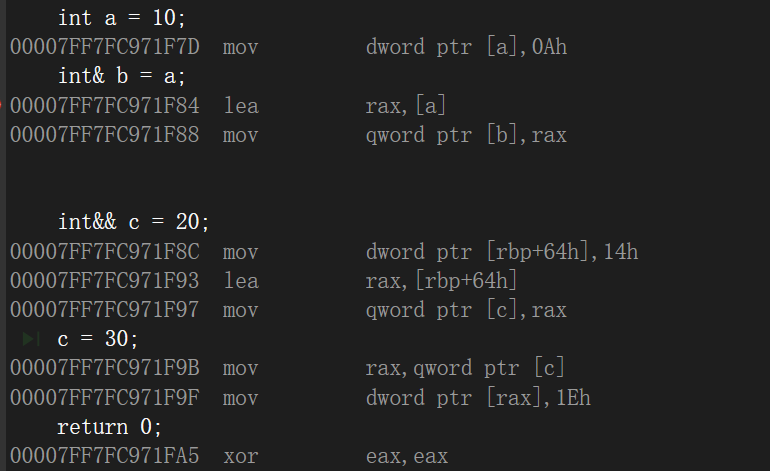 int a = 10;
00007FF7FC971F7D mov dword ptr [a],0Ah
int& b = a;
00007FF7FC971F84 lea rax,[a]
00007FF7FC971F88 mov qword ptr [b],rax
int&& c = 20;
00007FF7FC971F8C mov dword ptr [rbp+64h],14h
00007FF7FC971F93 lea rax,[rbp+64h]
00007FF7FC971F97 mov qword ptr [c],rax
c = 30;
00007FF7FC971F9B mov rax,qword ptr [c]
00007FF7FC971F9F mov dword ptr [rax],1Eh
return 0;
00007FF7FC971FA5 xor eax,eax